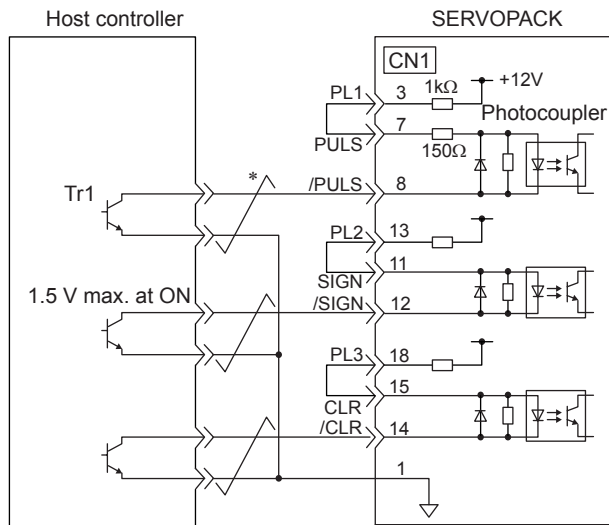 Host controller
SERVOPACK
CN1
PL1
3
1kΩ
+12V
Photocoupler
7
PULS
150Ω
*
/PULS
8
Tr1
PL2
13
11
SIGN
1.5 V max. at ON
/SIGN
12
PL3
18
15
CLR
/CLR
14
1